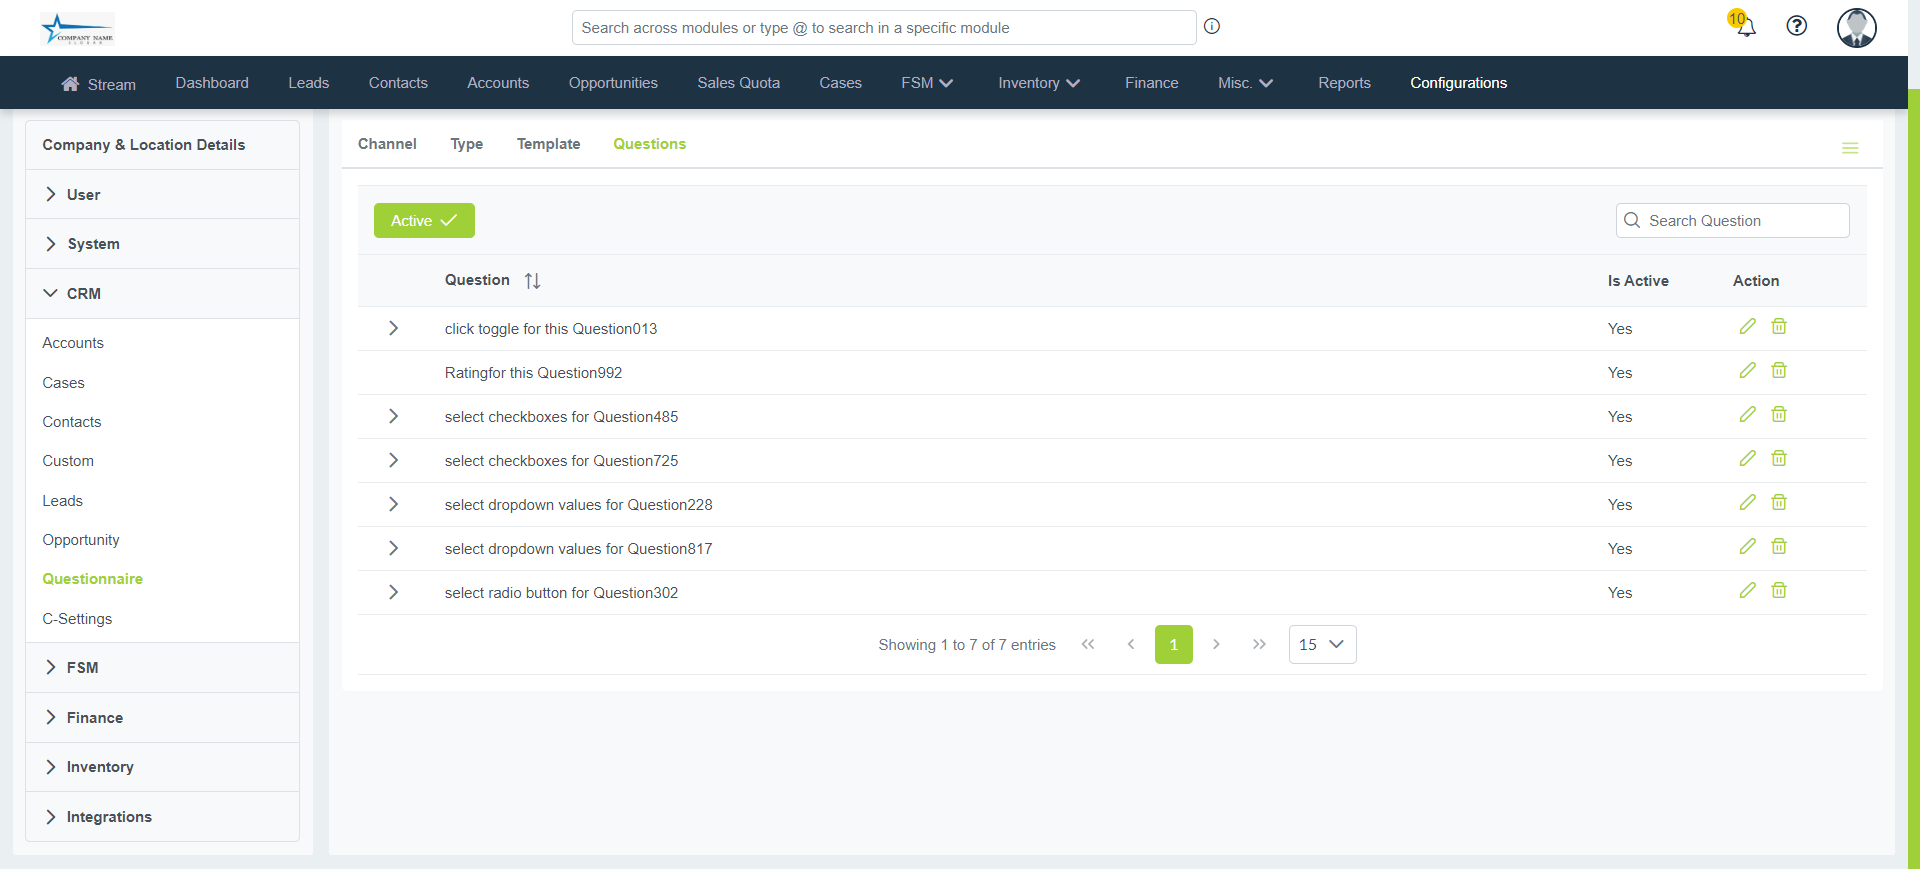 COMPANY NAME
Search across modules or type @ to search in a specific module
10
Stream Dashboard Leads Contacts Accounts Opportunities Sales Quota Cases FSM Inventory Finance Misc. Reports Configurations
Company & Location Details
User
System
CRM
Accounts
Cases
Contacts
Custom
Leads
Opportunity
Questionnaire
C-Settings
FSM
Finance
Inventory
Integrations
Channel Type Template Questions
Active
Search Question
Question Is Active Action
click toggle for this Question013 Yes
Ratingfor this Question992 Yes
select checkboxes for Question485 Yes
select checkboxes for Question725 Yes
select dropdown values for Question228 Yes
select dropdown values for Question817 Yes
select radio button for Question302 Yes
Showing 1 to 7 of 7 entries 1 15